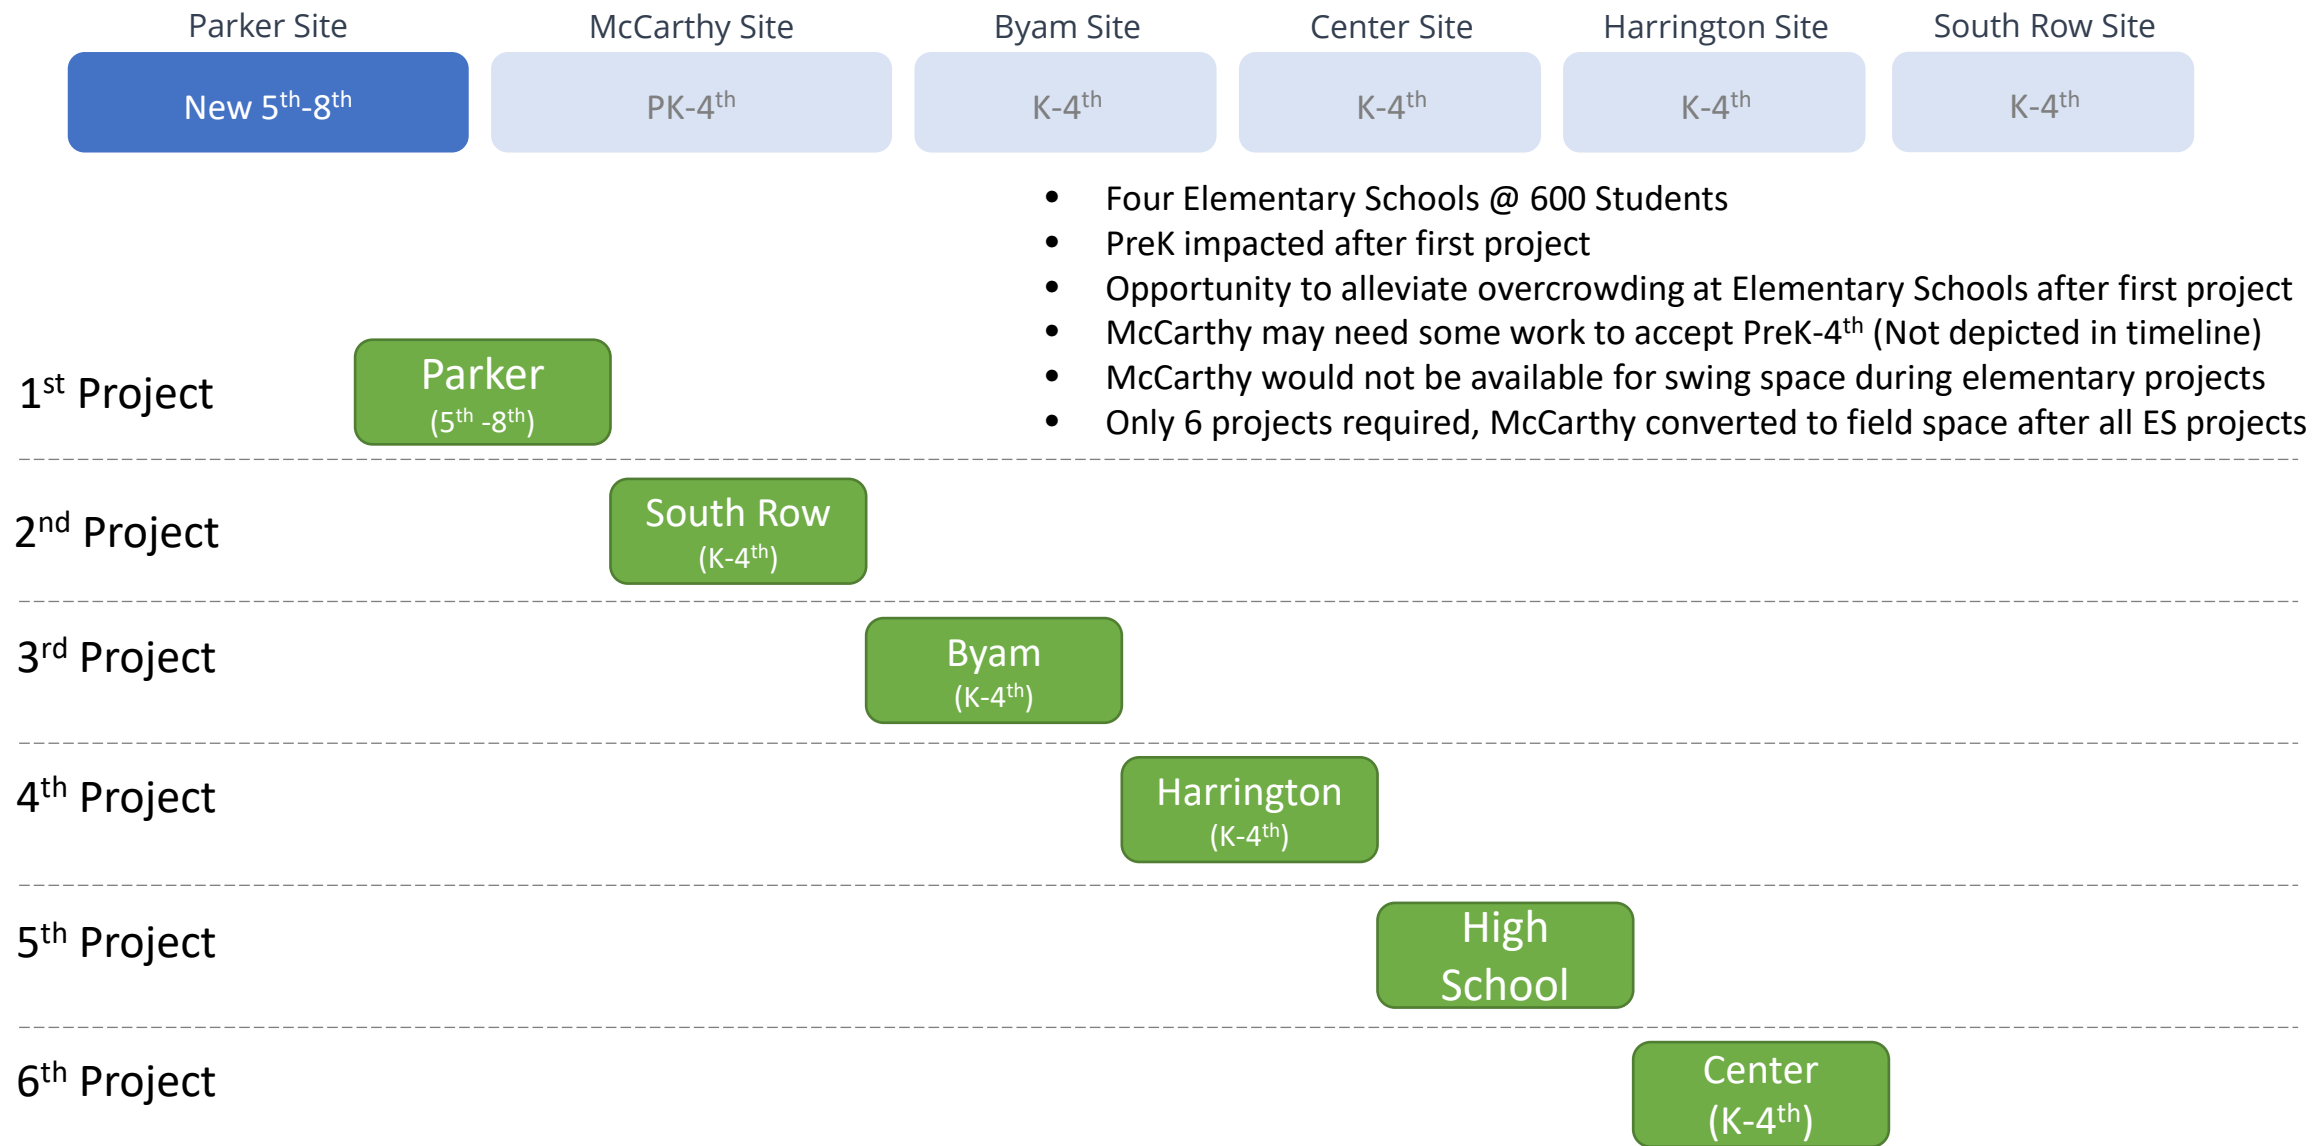 Parker Site McCarthy Site Byam Site Center Site Harrington Site South Row Site
New 5th-8th PK-4th K-4th K-4th K-4th K-4th
• Four Elementary Schools @ 600 Students
• PreK impacted after first project
• Opportunity to alleviate overcrowding at Elementary Schools after first project
• McCarthy may need some work to accept PreK-4th (Not depicted in timeline)
• McCarthy would not be available for swing space during elementary projects
• Only 6 projects required, McCarthy converted to field space after all ES projects
1st Project
Parker
(5th -8th)
2nd Project
South Row
(K-4th)
3rd Project
Byam
(K-4th)
4th Project
Harrington
(K-4th)
5th Project
High
School
6th Project
Center
(K-4th)